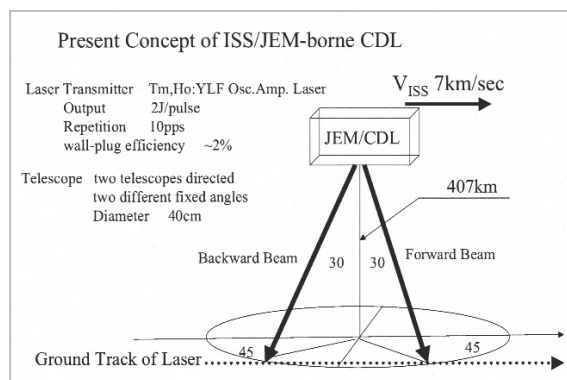 Present Concept of ISS/JEM-borne CDL
Laser Transmitter Tm,Ho:YLF Osc.Amp. Laser
Output 2J/pulse
Repetition 10pps
wall-plug efficiency ~2%
Telescope two telescopes directed
two different fixed angles
Diameter 40cm
V ISS 7km/sec
JEM/CDL
407km
Backward Beam
30
30
Forward Beam
45
45
Ground Track of Laser